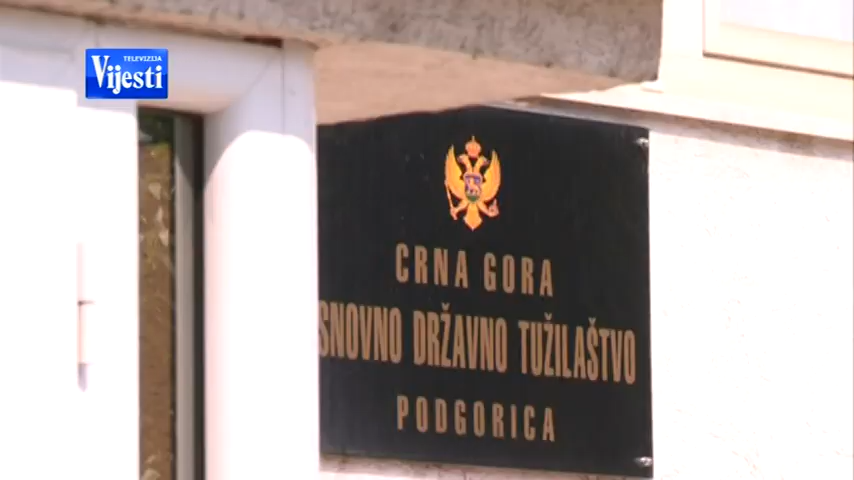 TELEVIZIJA
Vijesti
CRNA GORA
SNOVNO DRŽAVNO TUŽILAŠTVO
PODGORICA